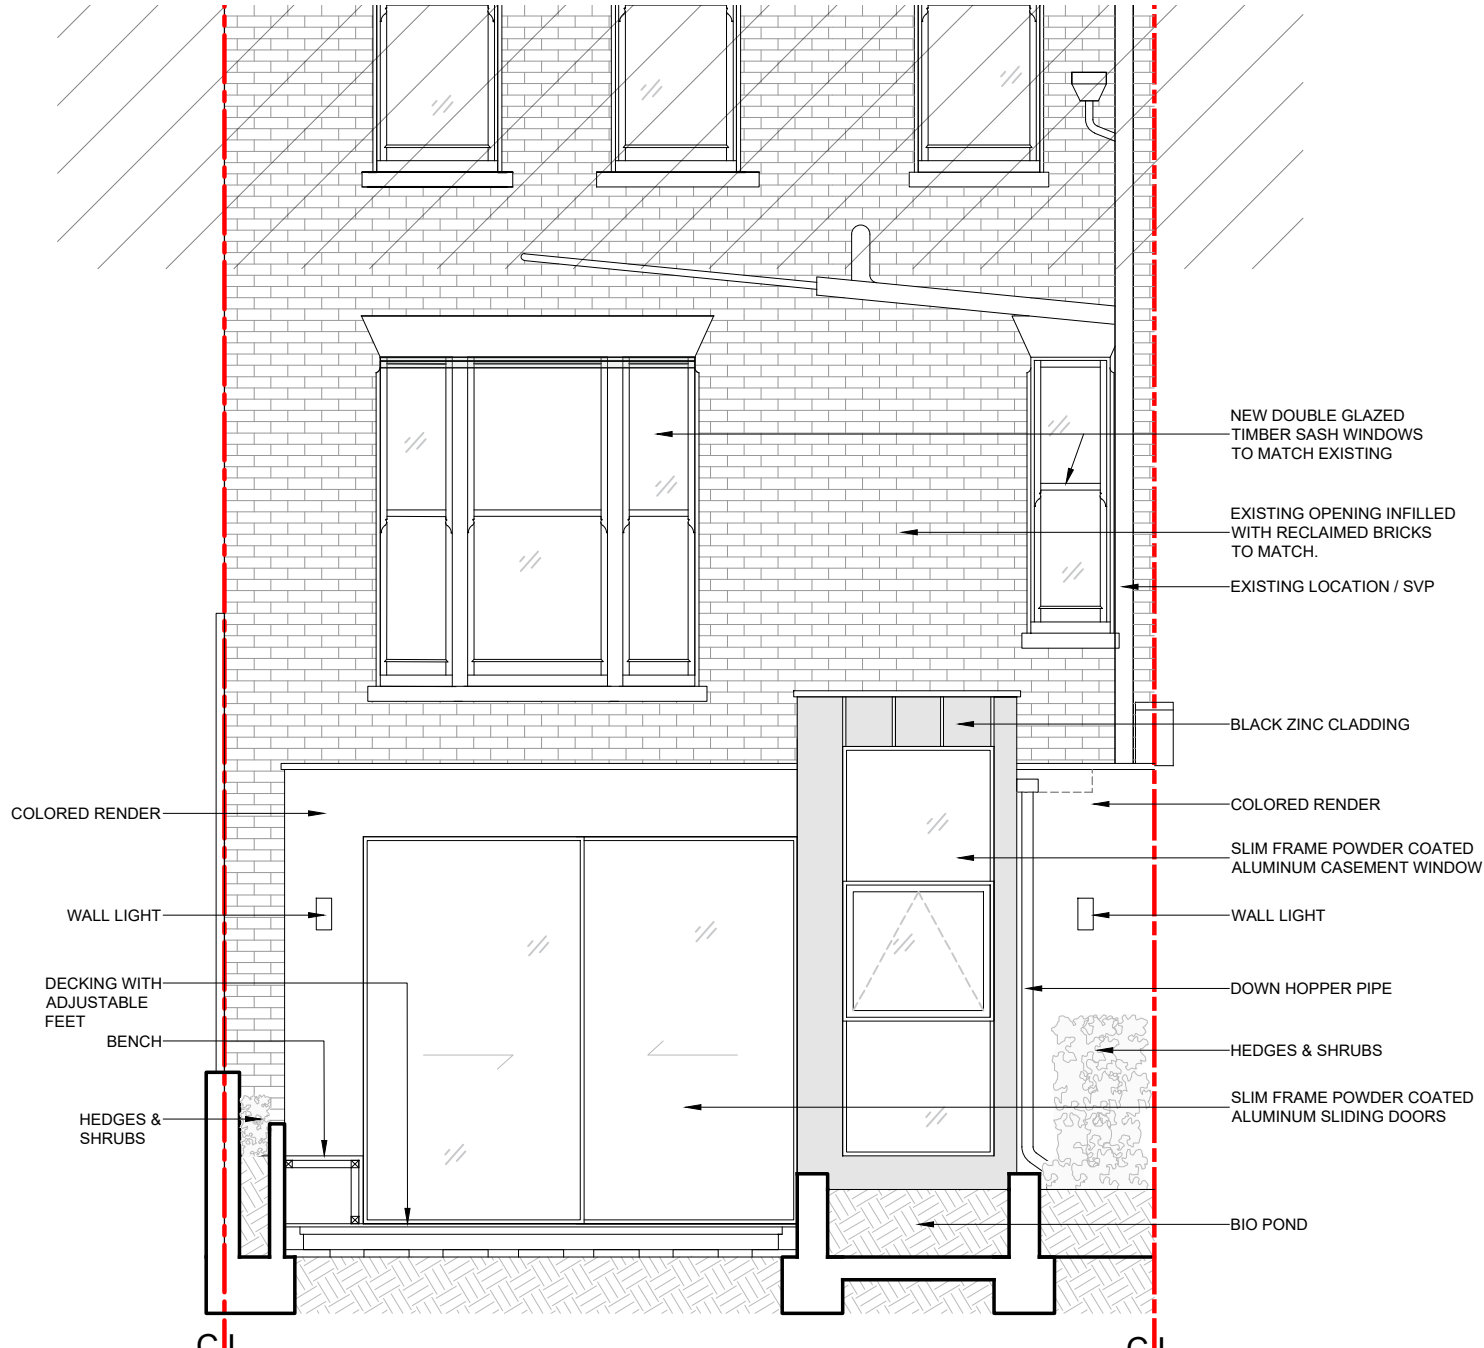 NEW DOUBLE GLAZED
TIMBER SASH WINDOWS
TO MATCH EXISTING
EXISTING OPENING INFILLED
WITH RECLAIMED BRICKS
TO MATCH.
EXISTING LOCATION / SVP
BLACK ZINC CLADDING
COLORED RENDER
COLORED RENDER
SLIM FRAME POWDER COATED
ALUMINUM CASEMENT WINDOW
WALL LIGHT
WALL LIGHT
DECKING WITH
ADJUSTABLE
FEET
DOWN HOPPER PIPE
BENCH
HEDGES & SHRUBS
HEDGES &
SHRUBS
SLIM FRAME POWDER COATED
ALUMINUM SLIDING DOORS
BIO POND